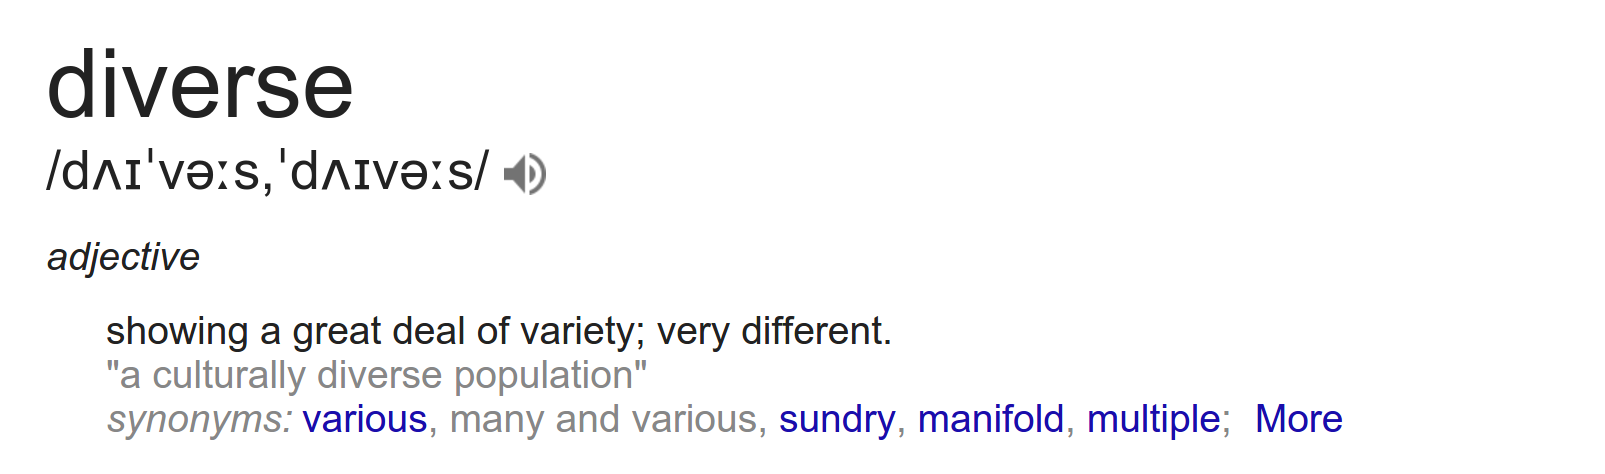 diverse
/dʌɪˈvəːs,ˈdʌɪvəːs/
adjective
showing a great deal of variety; very different.
"a culturally diverse population"
synonyms: various, many and various, sundry, manifold, multiple; More